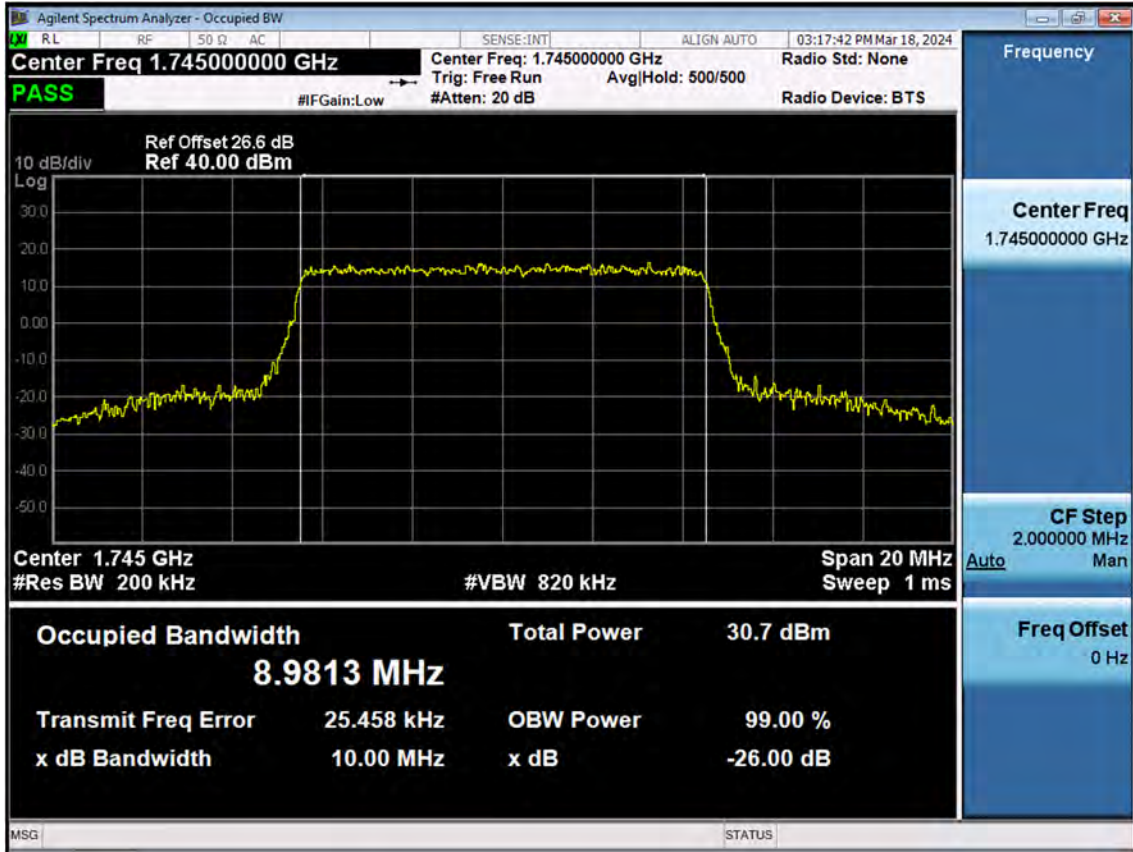 Agilent Spectrum Analyzer - Occupied BW
LXI RL RF 50 Ω AC SENSE:INT ALIGN AUTO 03:17:42 PM Mar 18, 2024
Center Freq 1.745000000 GHz
Center Freq: 1.745000000 GHz
Radio Std: None
Trig: Free Run Avg|Hold: 500/500
PASS
#IFGain:Low
#Atten: 20 dB
Radio Device: BTS
Ref Offset 26.6 dB
10 dB/div Ref 40.00 dBm
Log
30.0
20.0
10.0
0.00
-10.0
-20.0
-30.0
-40.0
-50.0
Center 1.745 GHz Span 20 MHz
#Res BW 200 kHz #VBW 820 kHz Sweep 1 ms
Occupied Bandwidth Total Power 30.7 dBm
8.9813 MHz
Transmit Freq Error 25.458 kHz OBW Power 99.00 %
x dB Bandwidth 10.00 MHz x dB -26.00 dB
MSG STATUS
Frequency
Center Freq
1.745000000 GHz
CF Step
2.000000 MHz
Auto Man
Freq Offset
0 Hz